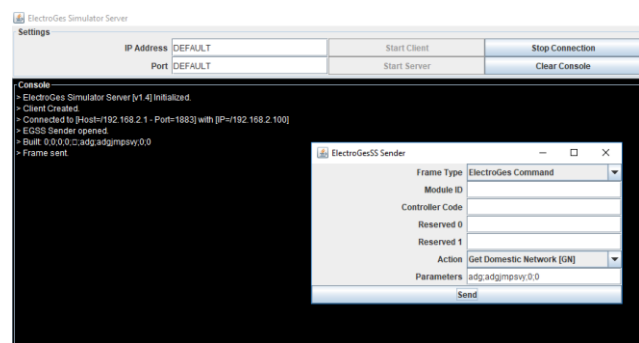 ElectroGes Simulator Server
Settings
IP Address DEFAULT Start Client Stop Connection
Port DEFAULT Start Server Clear Console
Console
> ElectroGes Simulator Server [v1.4] Initialized.
> Client Created.
> Connected to [Host=/192.168.2.1 - Port=1883] with [IP=/192.168.2.100]
> EGSS Sender opened.
> Built: 0;0;0;0;□;adg;adgjmpsvy;0;0
> Frame sent.
ElectroGesSS Sender
Frame Type ElectroGes Command
Module ID
Controller Code
Reserved 0
Reserved 1
Action Get Domestic Network [GN]
Parameters adg;adgjmpsvy;0;0
Send